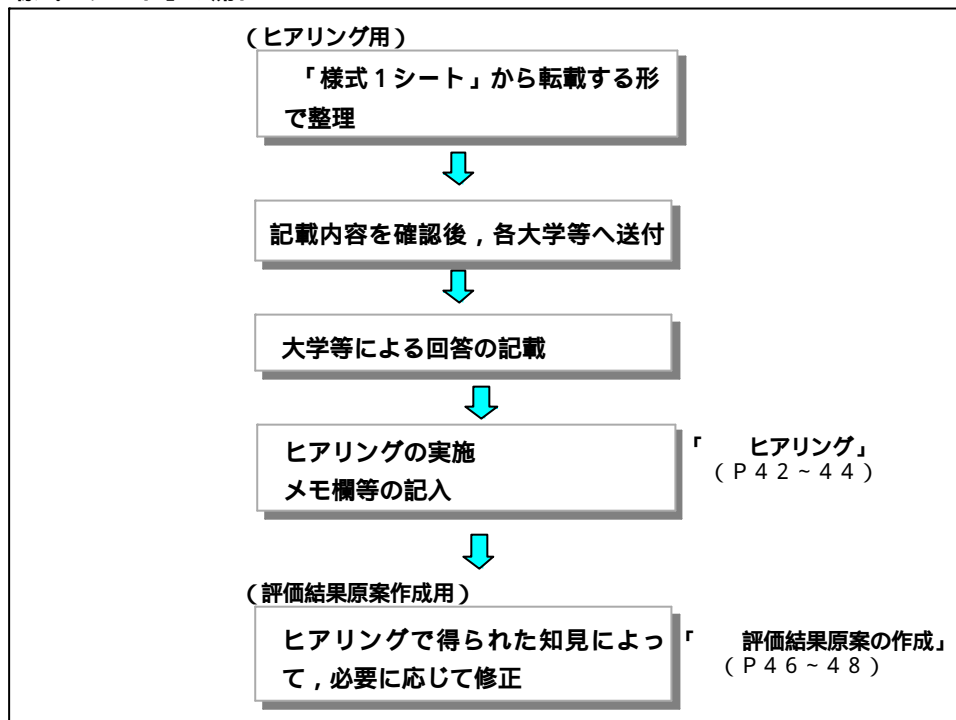 （ヒアリング用）
「様式１シート」から転載する形
で整理
記載内容を確認後，各大学等へ送付
大学等による回答の記載
ヒアリングの実施
メモ欄等の記入
「　　ヒアリング」
（Ｐ４２～４４）
（評価結果原案作成用）
ヒアリングで得られた知見によっ
て，必要に応じて修正
「　　評価結果原案の作成」
（Ｐ４６～４８）